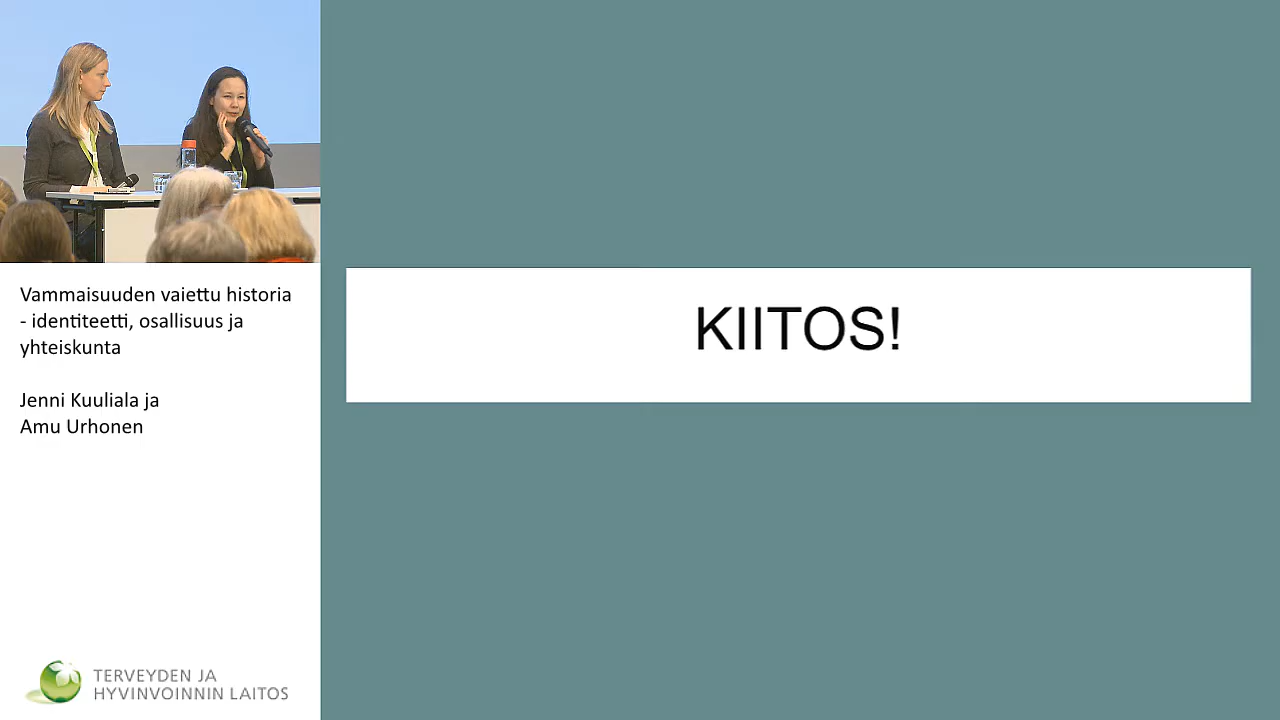 Vammaisuuden vaiettu historia
- identiteetti, osallisuus ja
yhteiskunta
Jenni Kuuliala ja
Amu Urhonen
TERVEYDEN JA
HYVINVOINNIN LAITOS
KIITOS!